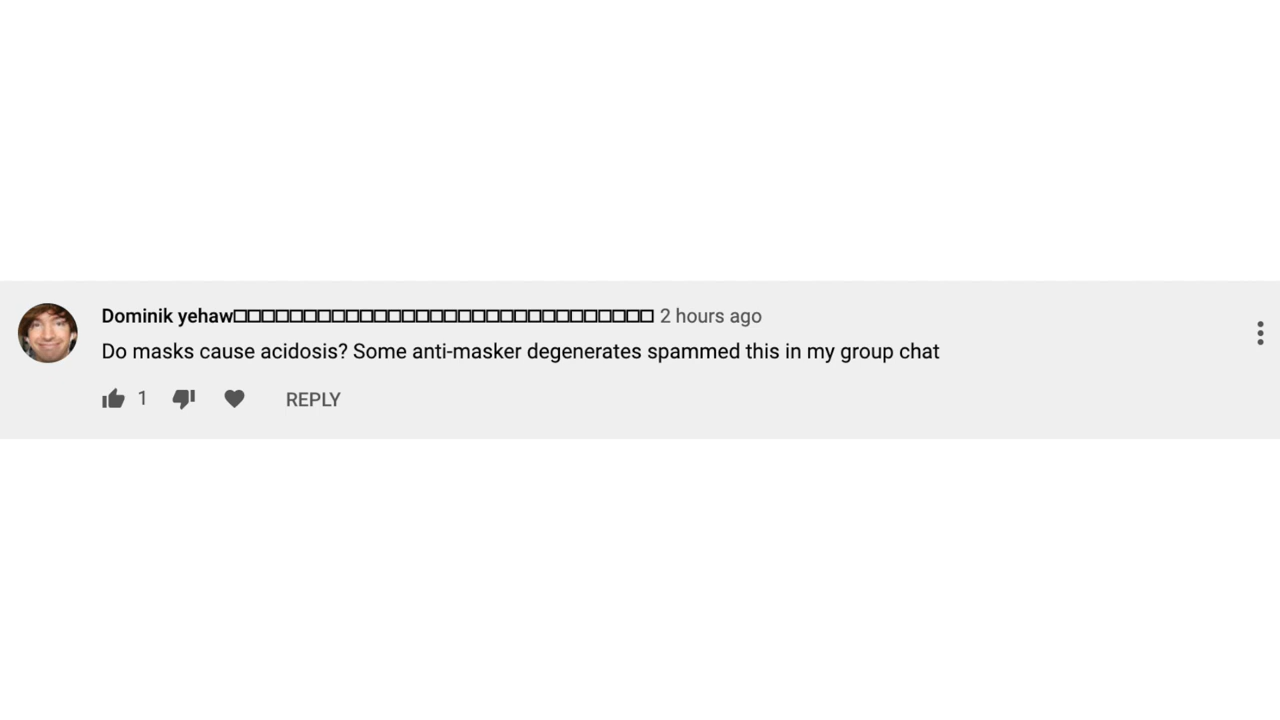 Dominik yehaw□□□□□□□□□□□□□□□□□□□□□□□□□□□□□□ 2 hours ago
Do masks cause acidosis? Some anti-masker degenerates spammed this in my group chat
1 REPLY